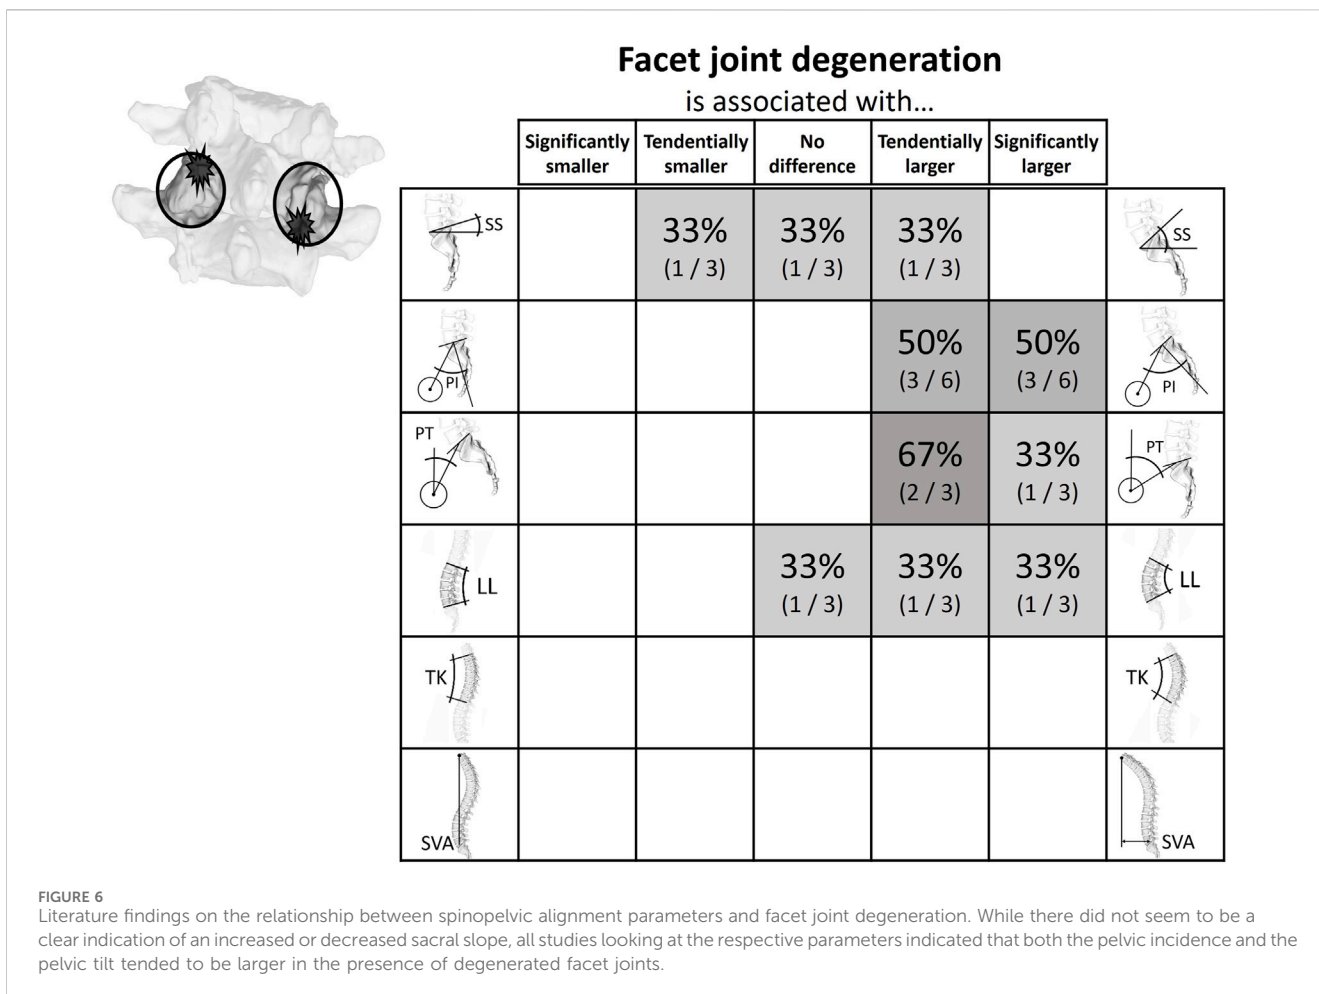 Facet joint degeneration
is associated with...
Significantly smaller
Tendentially smaller
No difference
Tendentially larger
Significantly larger
SS
33%
(1 / 3)
33%
(1 / 3)
33%
(1 / 3)
SS
PI
50%
(3 / 6)
50%
(3 / 6)
PI
PT
67%
(2 / 3)
33%
(1 / 3)
PT
LL
33%
(1 / 3)
33%
(1 / 3)
33%
(1 / 3)
LL
TK
TK
SVA
SVA
FIGURE 6
Literature findings on the relationship between spinopelvic alignment parameters and facet joint degeneration. While there did not seem to be a
clear indication of an increased or decreased sacral slope, all studies looking at the respective parameters indicated that both the pelvic incidence and the
pelvic tilt tended to be larger in the presence of degenerated facet joints.